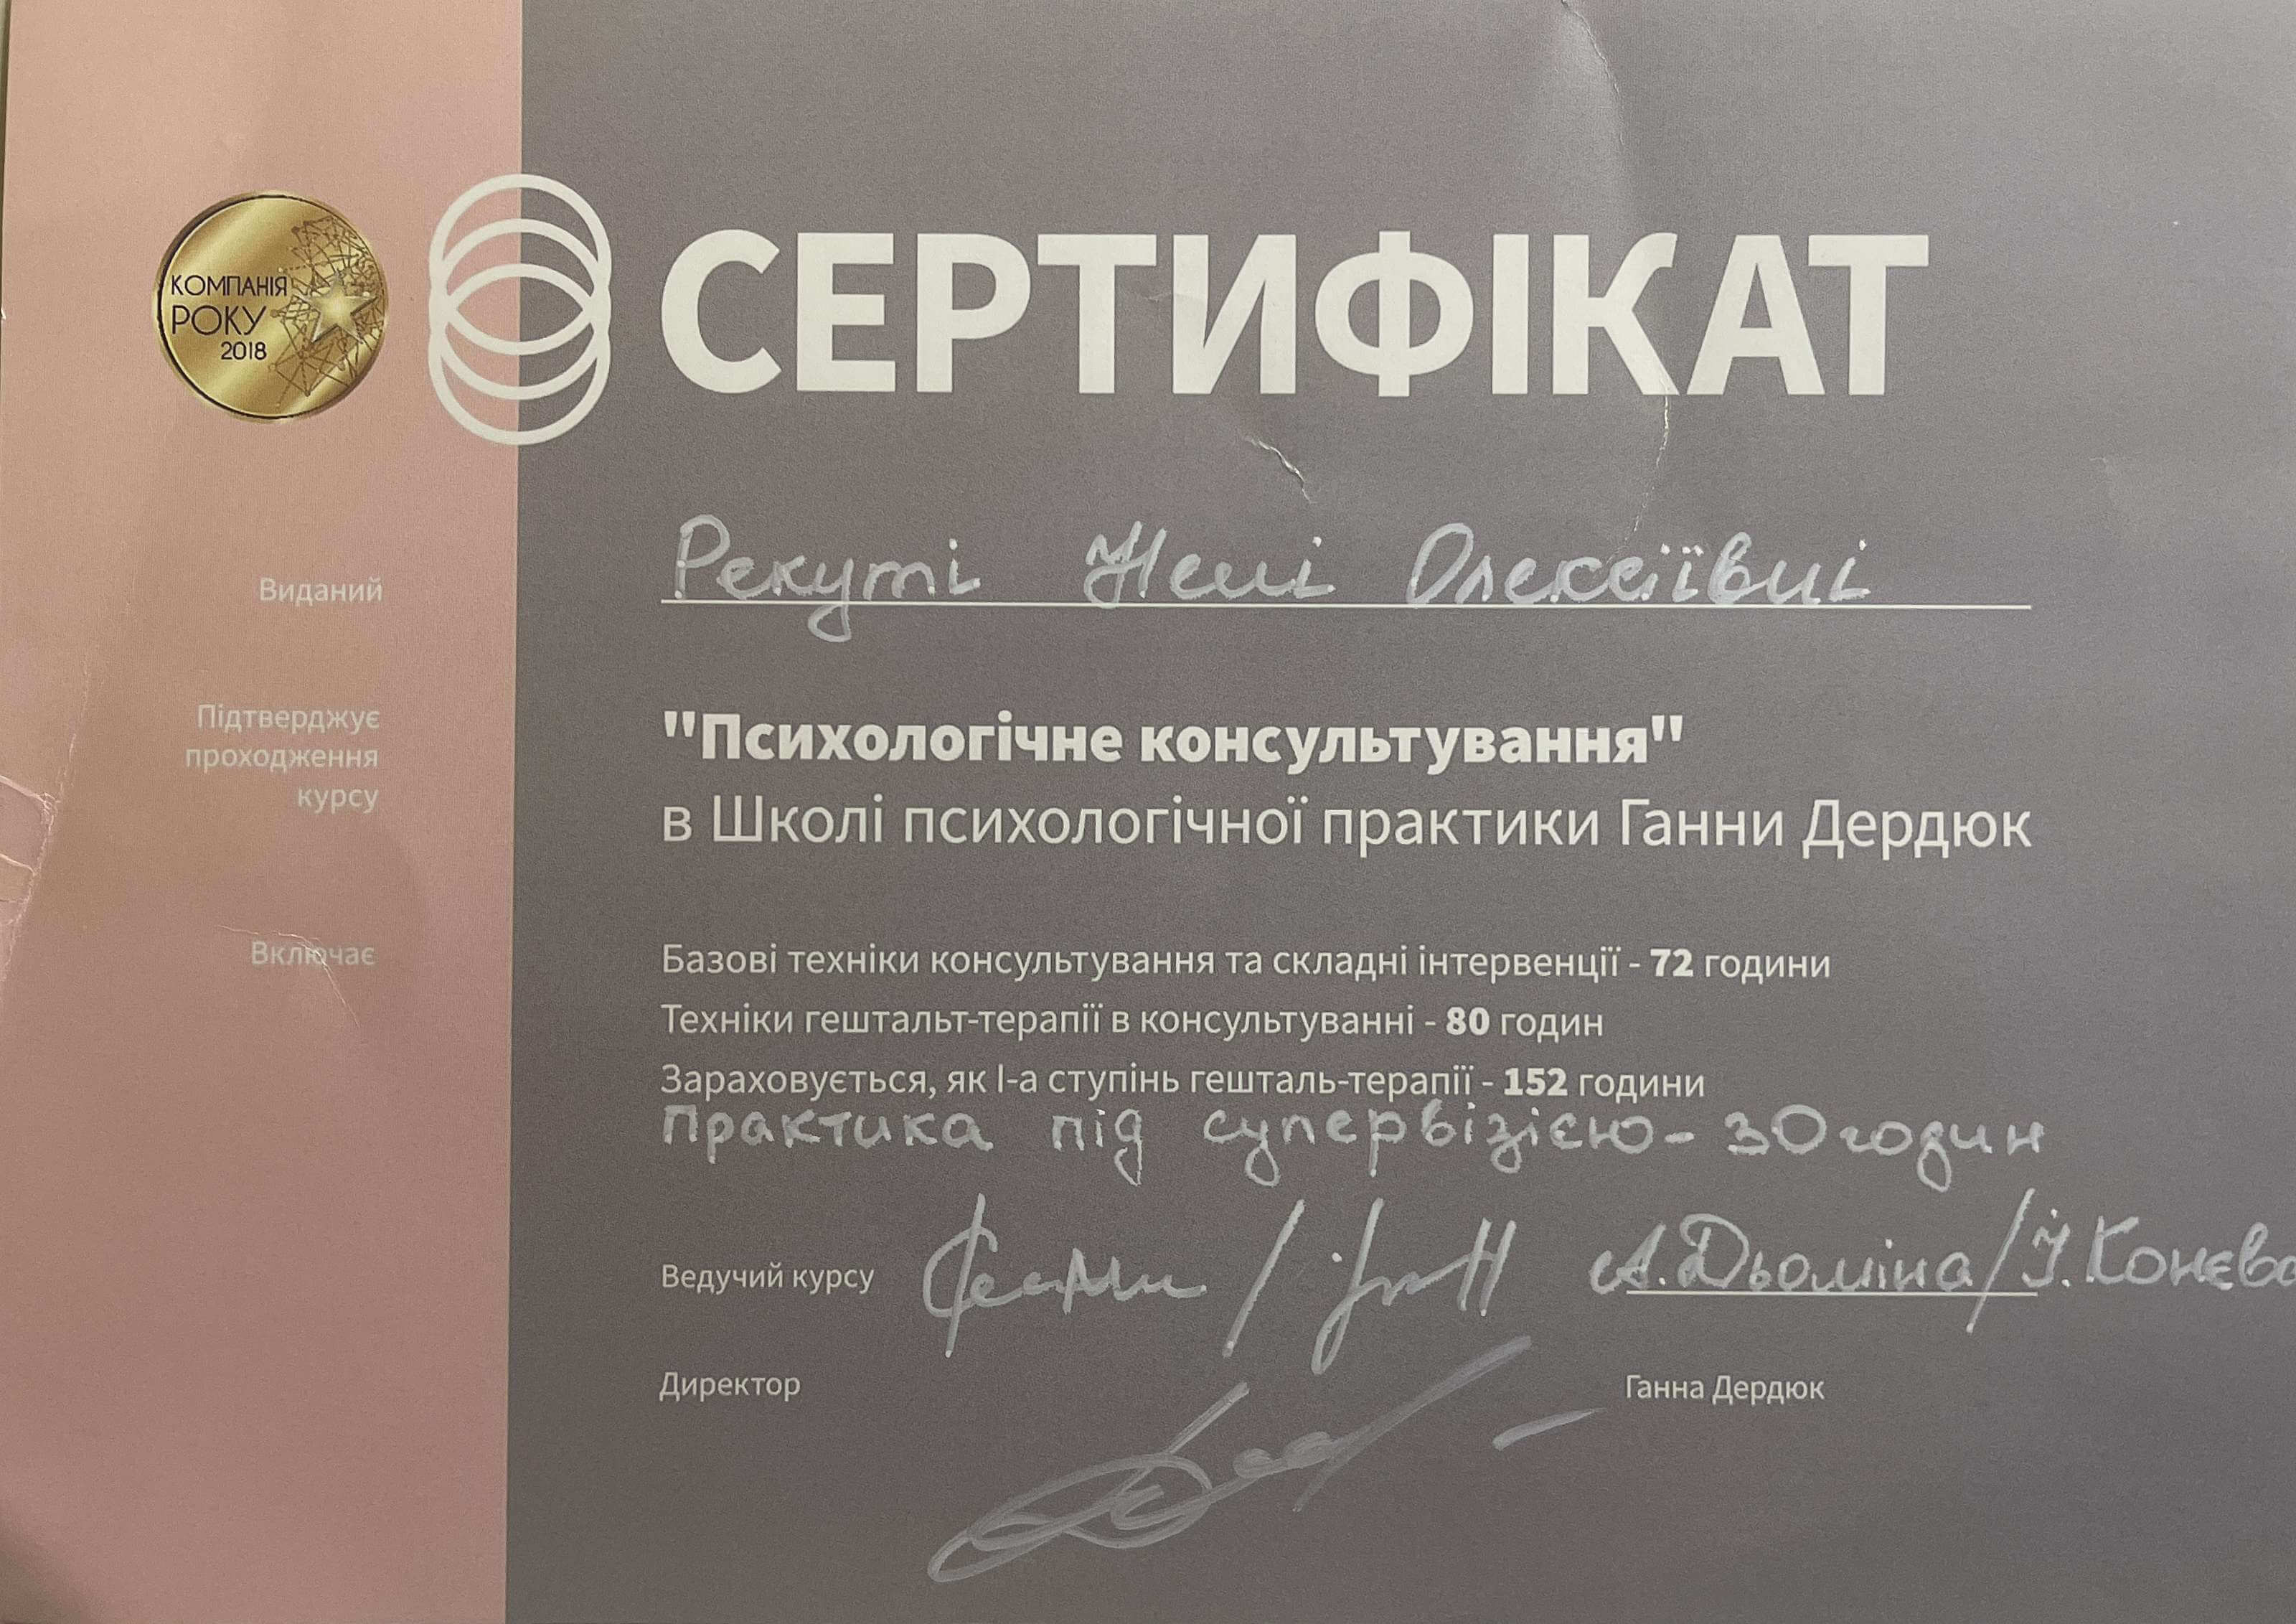 КОМПАНІЯ
РОКУ
2018
СЕРТИФІКАТ
Виданий
Рекуті Нелі Олексіївні
Підтверджує
проходження
курсу
"Психологічне консультування"
в Школі психологічної практики Ганни Дердюк
Включає
Базові техніки консультування та складні інтервенції - 72 години
Техніки гештальт-терапії в консультуванні - 80 годин
Зараховується, як І-а ступінь гешталь-терапії - 152 години
Практика під супервізією - 30 годин
Ведучий курсу А. Дьоміна/І. Конєва
Директор Ганна Дердюк